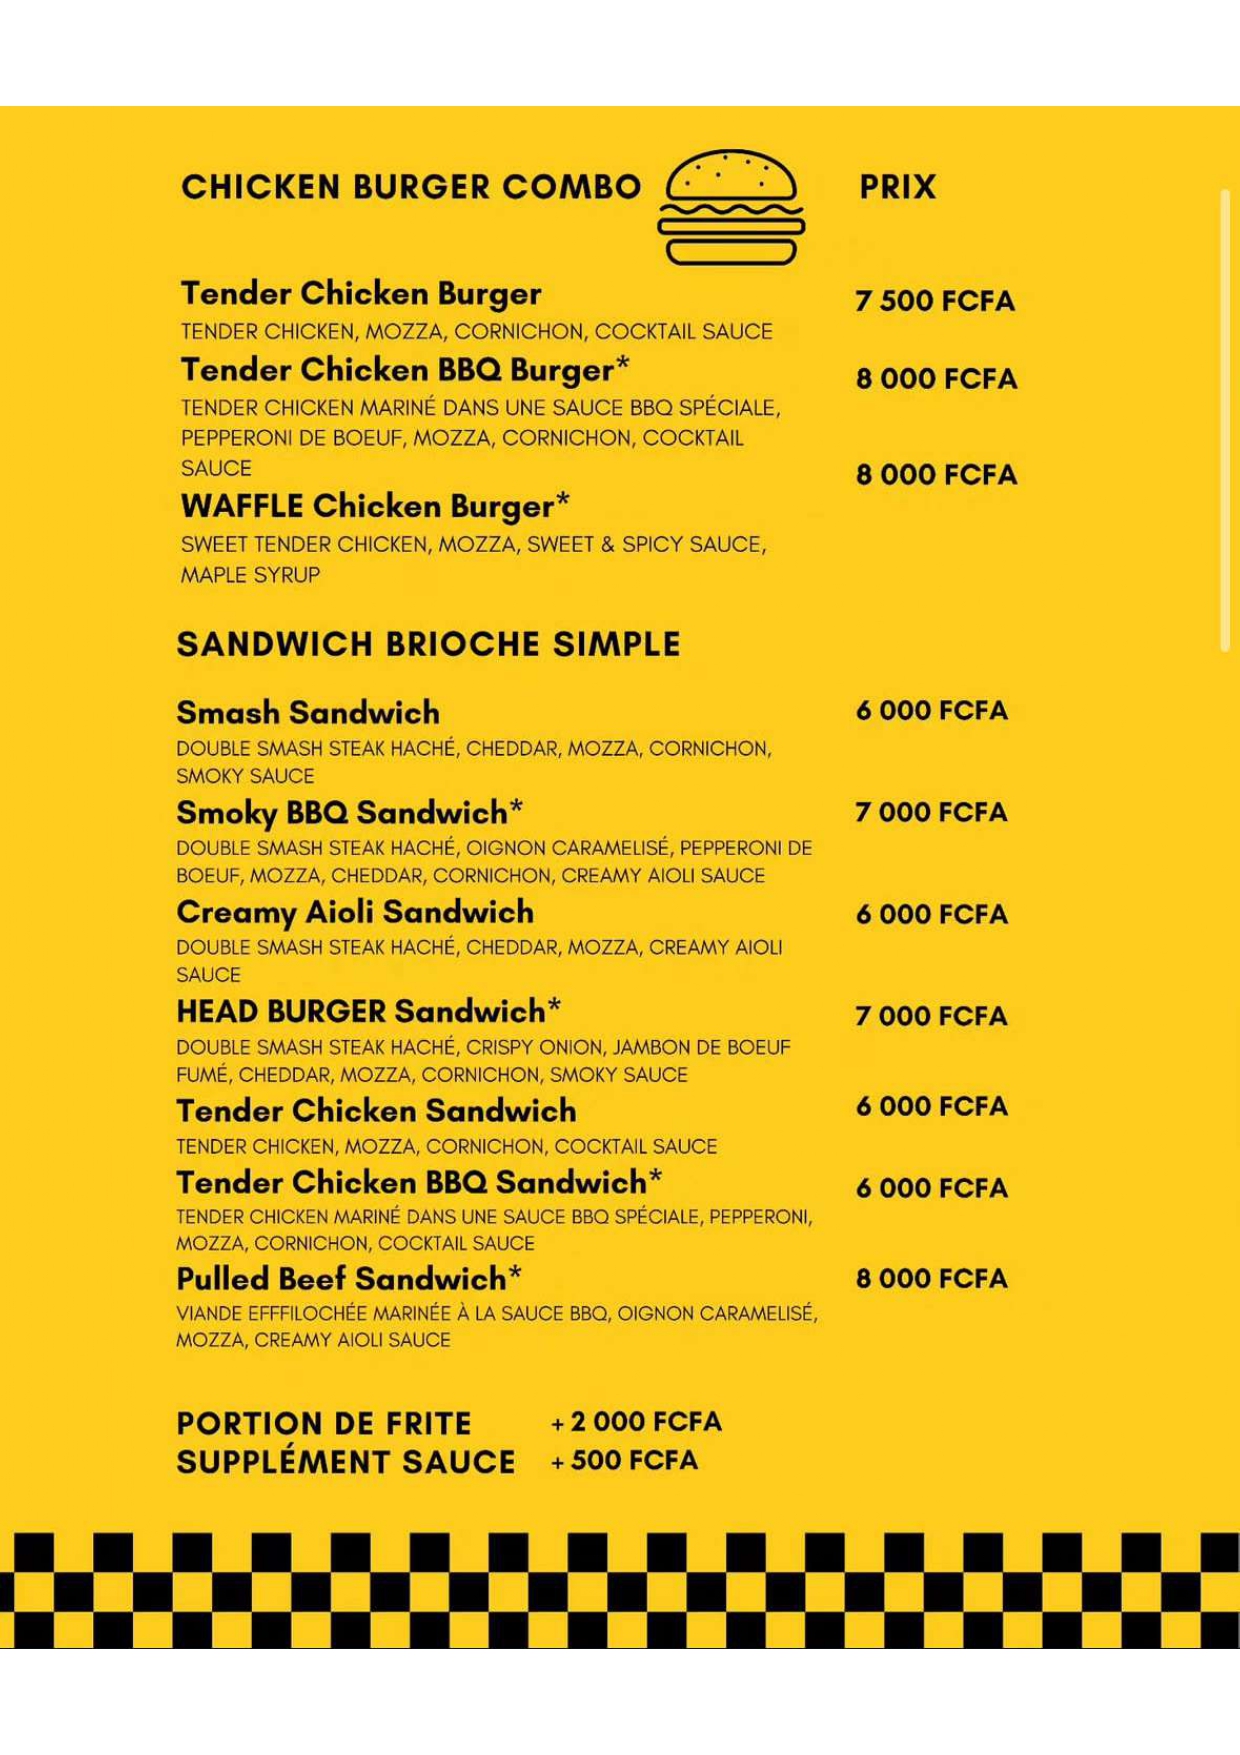 CHICKEN BURGER COMBO PRIX
Tender Chicken Burger 7 500 FCFA
TENDER CHICKEN, MOZZA, CORNICHON, COCKTAIL SAUCE
Tender Chicken BBQ Burger* 8 000 FCFA
TENDER CHICKEN MARINÉ DANS UNE SAUCE BBQ SPÉCIALE,
PEPPERONI DE BOEUF, MOZZA, CORNICHON, COCKTAIL
SAUCE
WAFFLE Chicken Burger* 8 000 FCFA
SWEET TENDER CHICKEN, MOZZA, SWEET & SPICY SAUCE,
MAPLE SYRUP
SANDWICH BRIOCHE SIMPLE
Smash Sandwich 6 000 FCFA
DOUBLE SMASH STEAK HACHÉ, CHEDDAR, MOZZA, CORNICHON,
SMOKY SAUCE
Smoky BBQ Sandwich* 7 000 FCFA
DOUBLE SMASH STEAK HACHÉ, OIGNON CARAMELISÉ, PEPPERONI DE
BOEUF, MOZZA, CHEDDAR, CORNICHON, CREAMY AIOLI SAUCE
Creamy Aioli Sandwich 6 000 FCFA
DOUBLE SMASH STEAK HACHÉ, CHEDDAR, MOZZA, CREAMY AIOLI
SAUCE
HEAD BURGER Sandwich* 7 000 FCFA
DOUBLE SMASH STEAK HACHÉ, CRISPY ONION, JAMBON DE BOEUF
FUMÉ, CHEDDAR, MOZZA, CORNICHON, SMOKY SAUCE
Tender Chicken Sandwich 6 000 FCFA
TENDER CHICKEN, MOZZA, CORNICHON, COCKTAIL SAUCE
Tender Chicken BBQ Sandwich* 6 000 FCFA
TENDER CHICKEN MARINÉ DANS UNE SAUCE BBQ SPÉCIALE, PEPPERONI,
MOZZA, CORNICHON, COCKTAIL SAUCE
Pulled Beef Sandwich* 8 000 FCFA
VIANDE EFFFILOCHÉE MARINÉE À LA SAUCE BBQ, OIGNON CARAMELISÉ,
MOZZA, CREAMY AIOLI SAUCE
PORTION DE FRITE + 2 000 FCFA
SUPPLÉMENT SAUCE + 500 FCFA